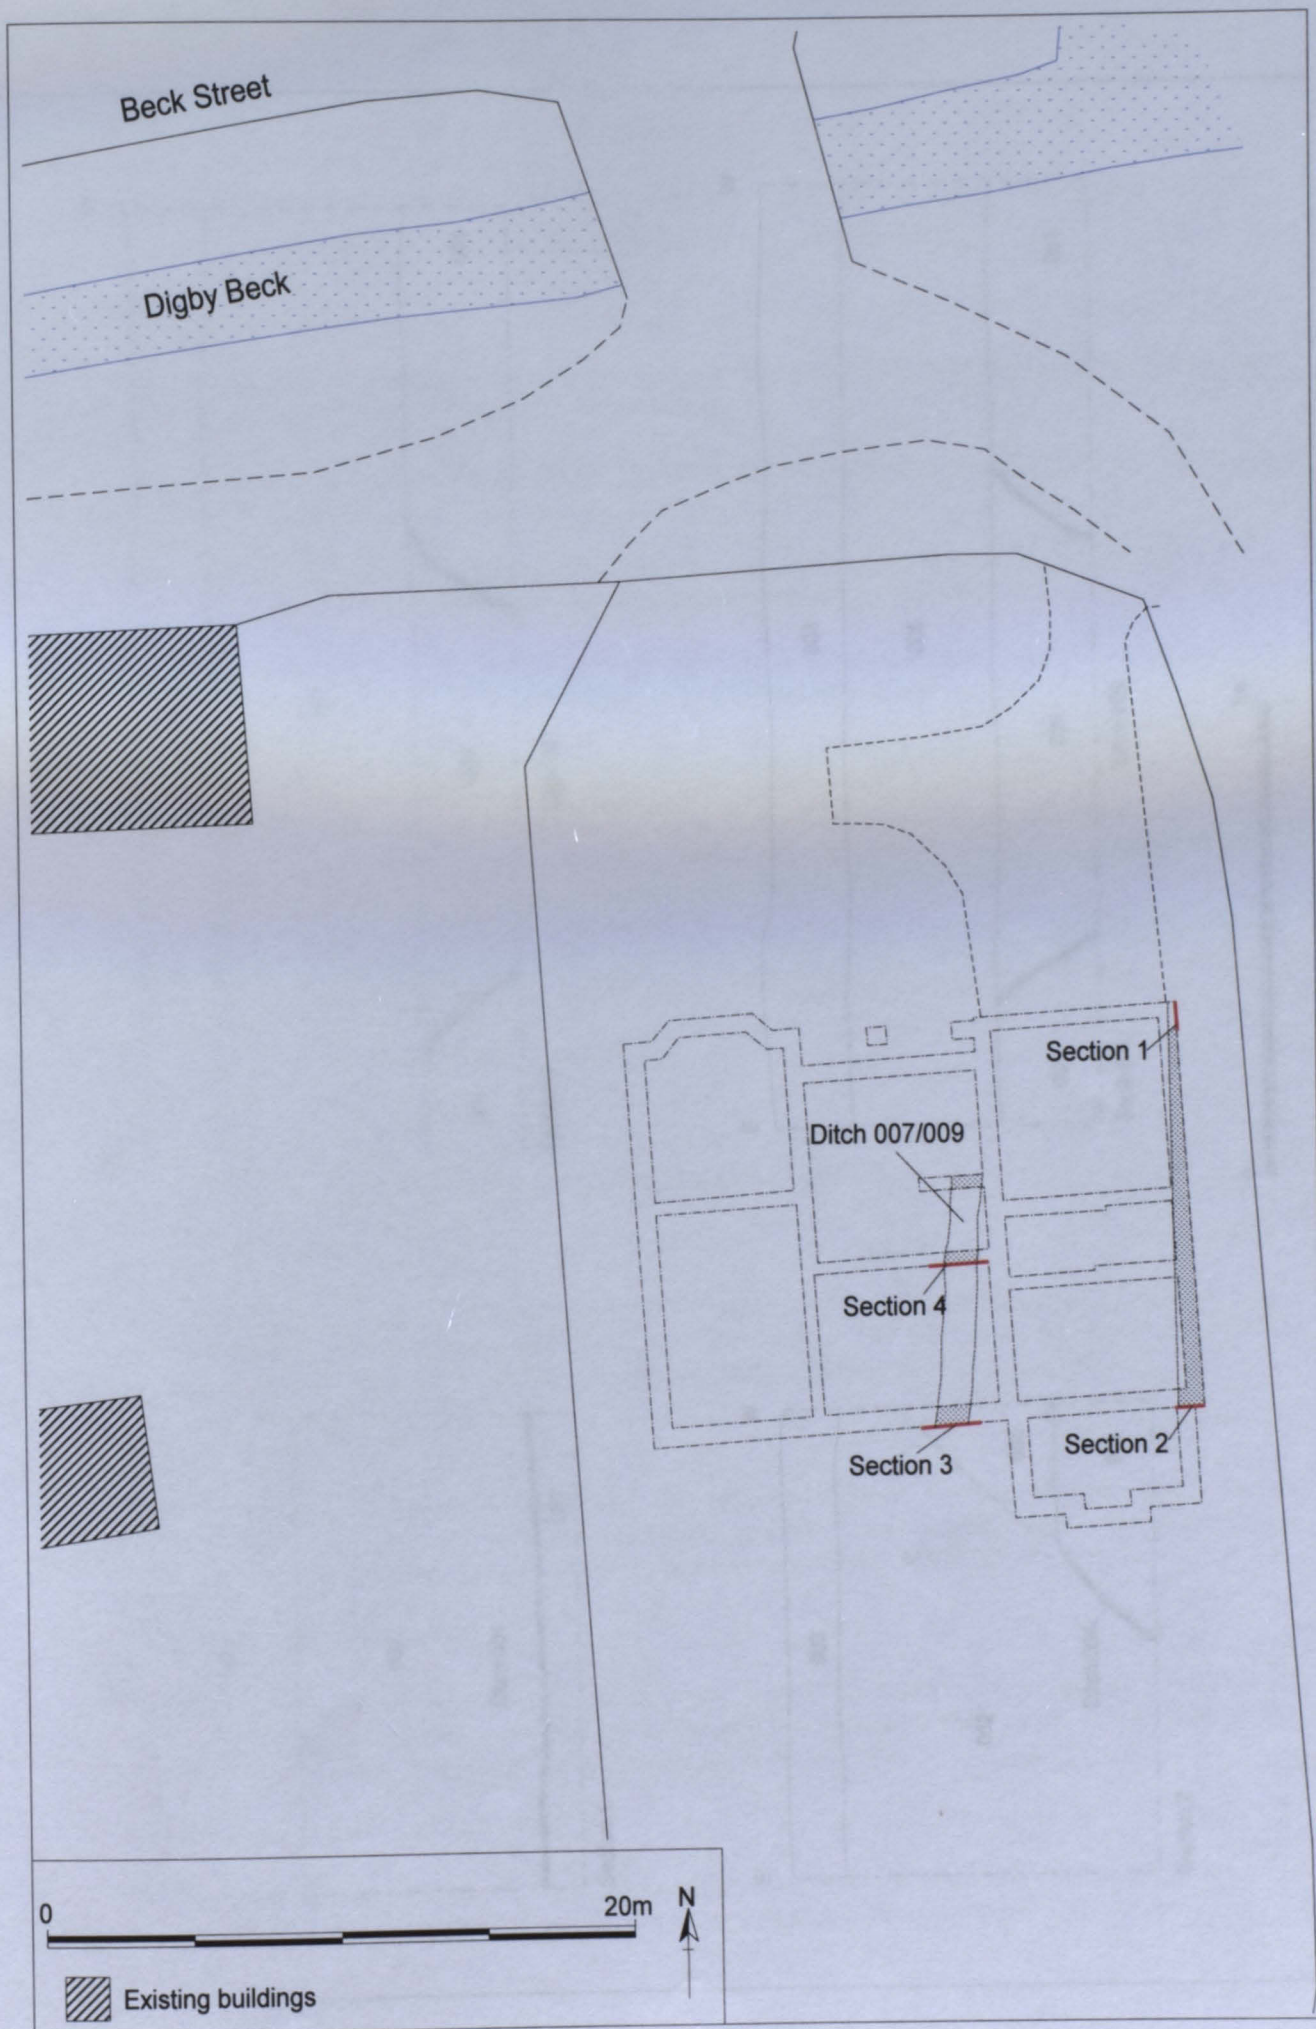 Beck Street
Digby Beck
Section 1
Ditch 007/009
Section 4
Section 2
Section 3
0
20m
N
Existing buildings